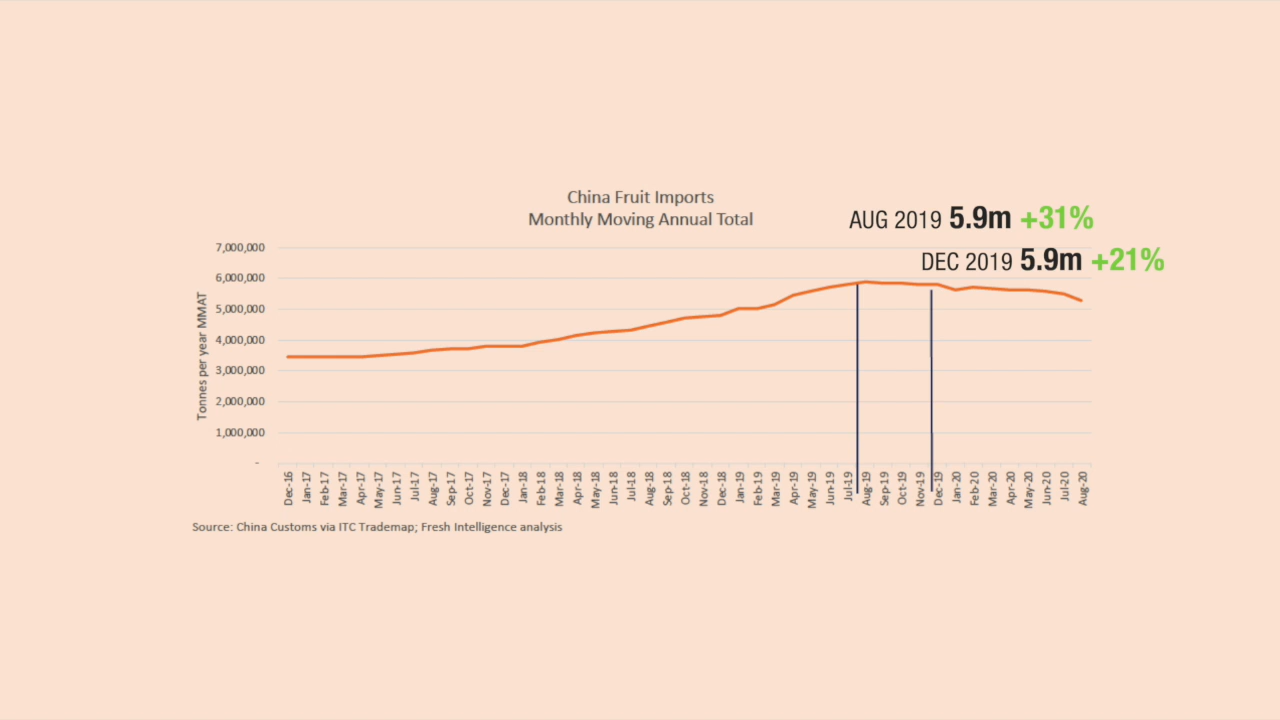 China Fruit Imports
Monthly Moving Annual Total
AUG 2019 5.9m +31%
DEC 2019 5.9m +21%
Tonnes per year MMAT
7,000,000
6,000,000
5,000,000
4,000,000
3,000,000
2,000,000
1,000,000
-
Dec-16 Jan-17 Feb-17 Mar-17 Apr-17 May-17 Jun-17 Jul-17 Aug-17 Sep-17 Oct-17 Nov-17 Dec-17 Jan-18 Feb-18 Mar-18 Apr-18 May-18 Jun-18 Jul-18 Aug-18 Sep-18 Oct-18 Nov-18 Dec-18 Jan-19 Feb-19 Mar-19 Apr-19 May-19 Jun-19 Jul-19 Aug-19 Sep-19 Oct-19 Nov-19 Dec-19 Jan-20 Feb-20 Mar-20 Apr-20 May-20 Jun-20 Jul-20 Aug-20
Source: China Customs via ITC Trademap; Fresh Intelligence analysis